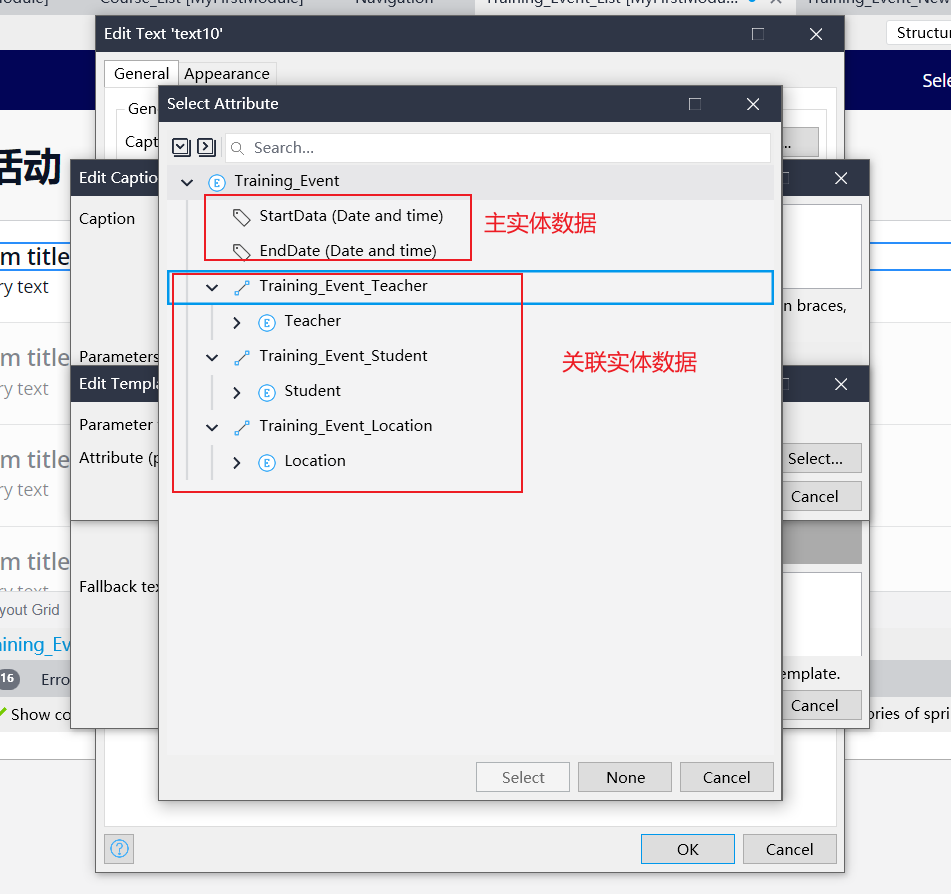 Course_List [MyFirstModule]
Navigation
Training_Event_List [MyFirstModu...
Training_Event_New
Edit Text 'text10'
Structu
General
Appearance
Sele
Select Attribute
Gen
Capt
...
Search...
活动
Edit Captio
Training_Event
Caption
StartData (Date and time)
主实体数据
EndDate (Date and time)
m title
ry text
Training_Event_Teacher
n braces,
Teacher
Parameters
Training_Event_Student
关联实体数据
m title
ry text
Edit Templa
Student
Parameter
Training_Event_Location
Attribute (p
Location
Select...
m title
ry text
Cancel
m title
Fallback tex
yout Grid
ining_Ev
emplate.
16
Erro
Show co
Cancel
ories of spri
Select
None
Cancel
OK
Cancel